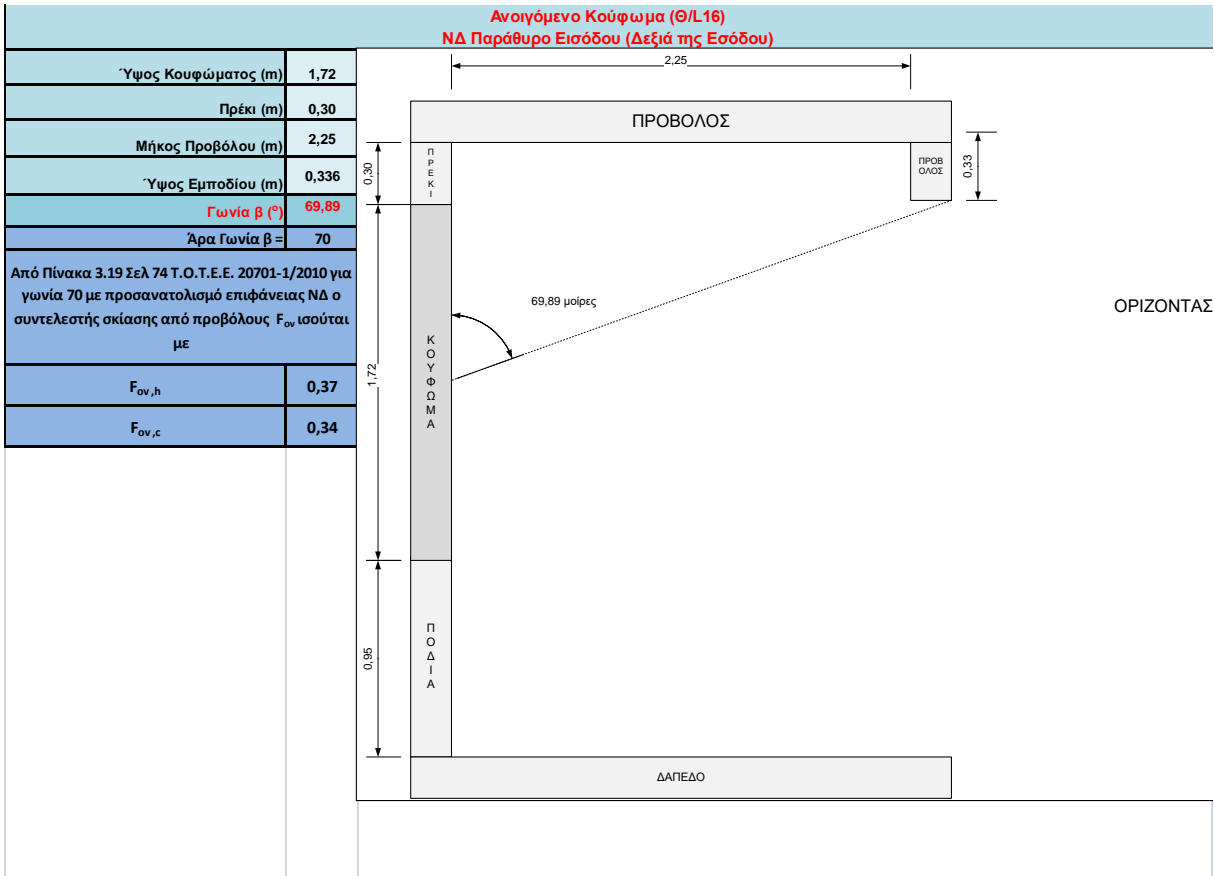 Ανοιγόμενο Κούφωμα (Θ/L16)
ΝΔ Παράθυρο Εισόδου (Δεξιά της Εσόδου)
Ύψος Κουφώματος (m) 1,72
Πρέκι (m) 0,30
Μήκος Προβόλου (m) 2,25
Ύψος Εμποδίου (m) 0,336
Γωνία β (°) 69,89
Άρα Γωνία β = 70
Από Πίνακα 3.19 Σελ 74 Τ.Ο.Τ.Ε.Ε. 20701-1/2010 για
γωνία 70 με προσανατολισμό επιφάνειας ΝΔ ο
συντελεστής σκίασης από προβόλους Fov ισούται
με
Fov,h 0,37
Fov,c 0,34
2,25
ΠΡΟΒΟΛΟΣ
ΠΡΕΚΙ
0,30
ΠΡΟΒ
ΟΛΟΣ
0,33
69,89 μοίρες
ΟΡΙΖΟΝΤΑΣ
ΚΟΥΦΩΜΑ
1,72
ΠΟΔΙΑ
0,95
ΔΑΠΕΔΟ